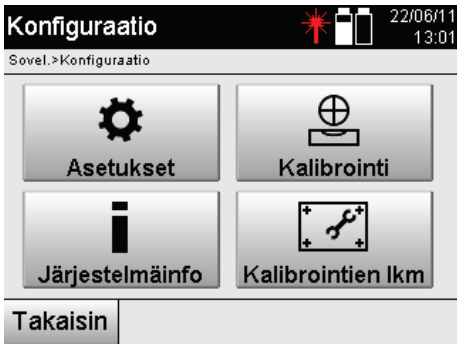 Konfiguraatio
22/06/11
13:01
Sovel.>Konfiguraatio
Asetukset
Kalibrointi
Järjestelmäinfo
Kalibrointien lkm
Takaisin